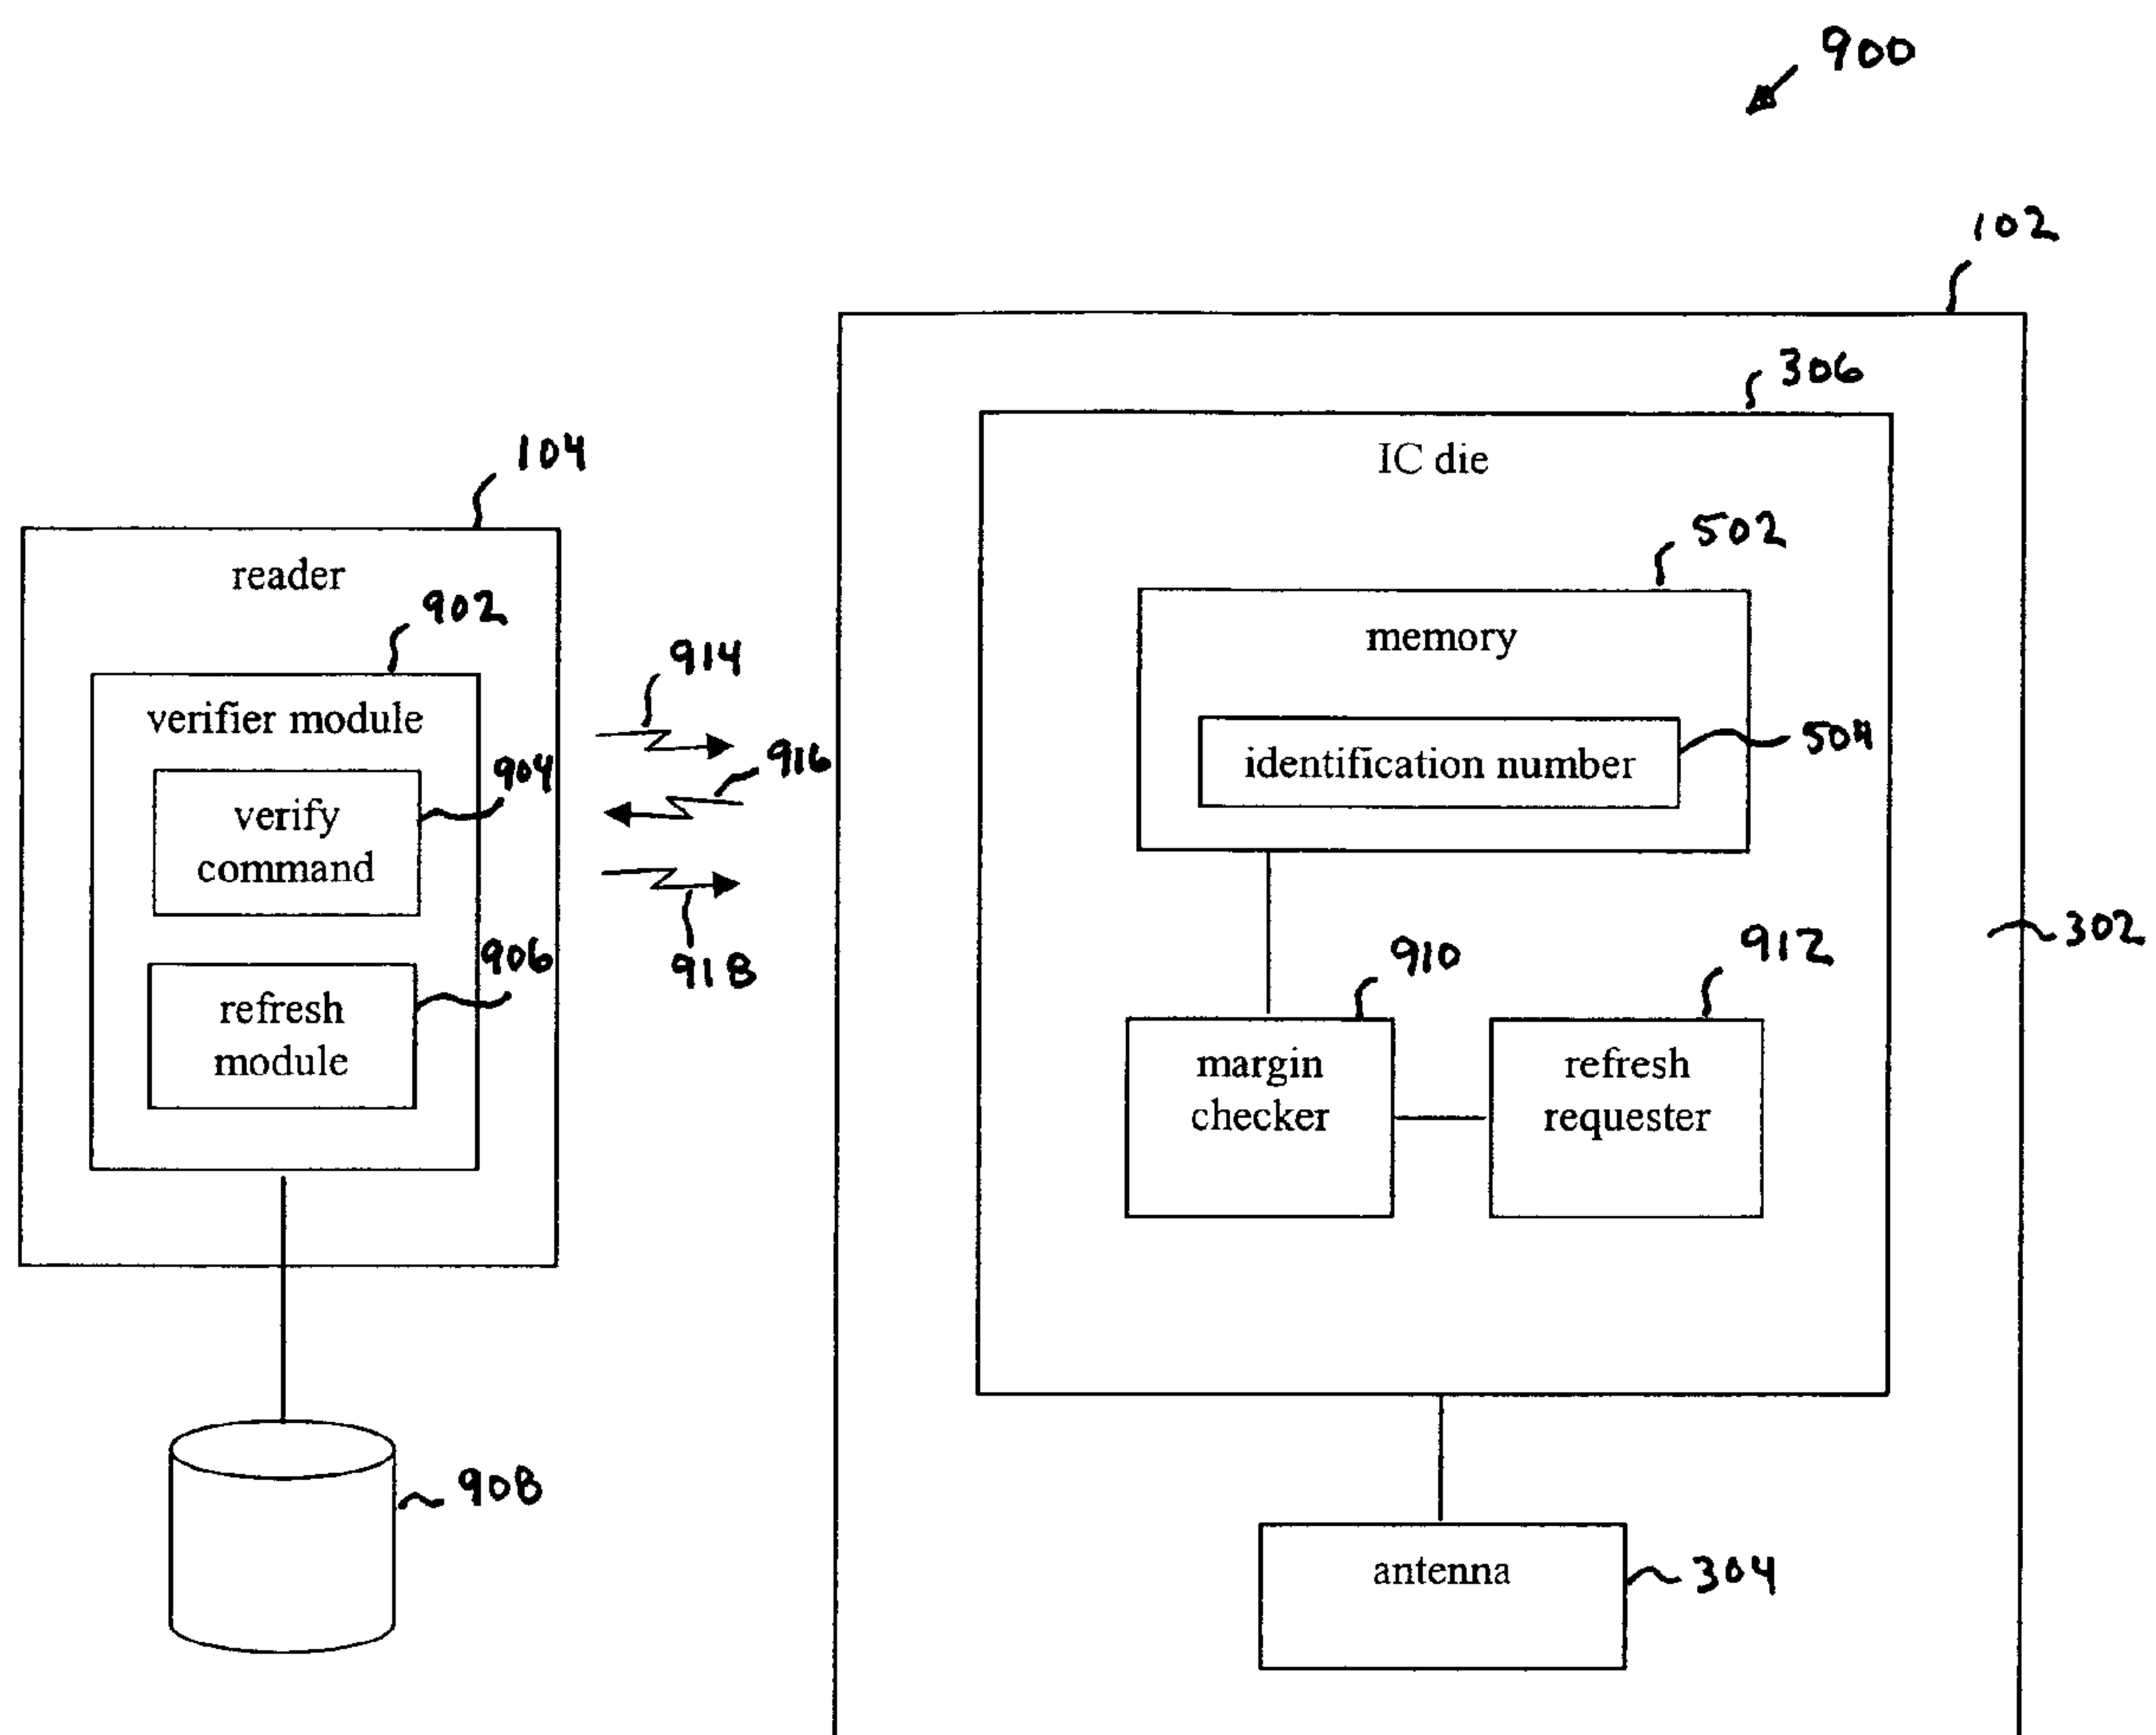 900
102
306
IC die
104
502
reader
902
memory
914
verifier module
504
916
identification number
904
verify
command
302
910
912
906
918
refresh
module
margin
checker
refresh
requester
908
antenna
304